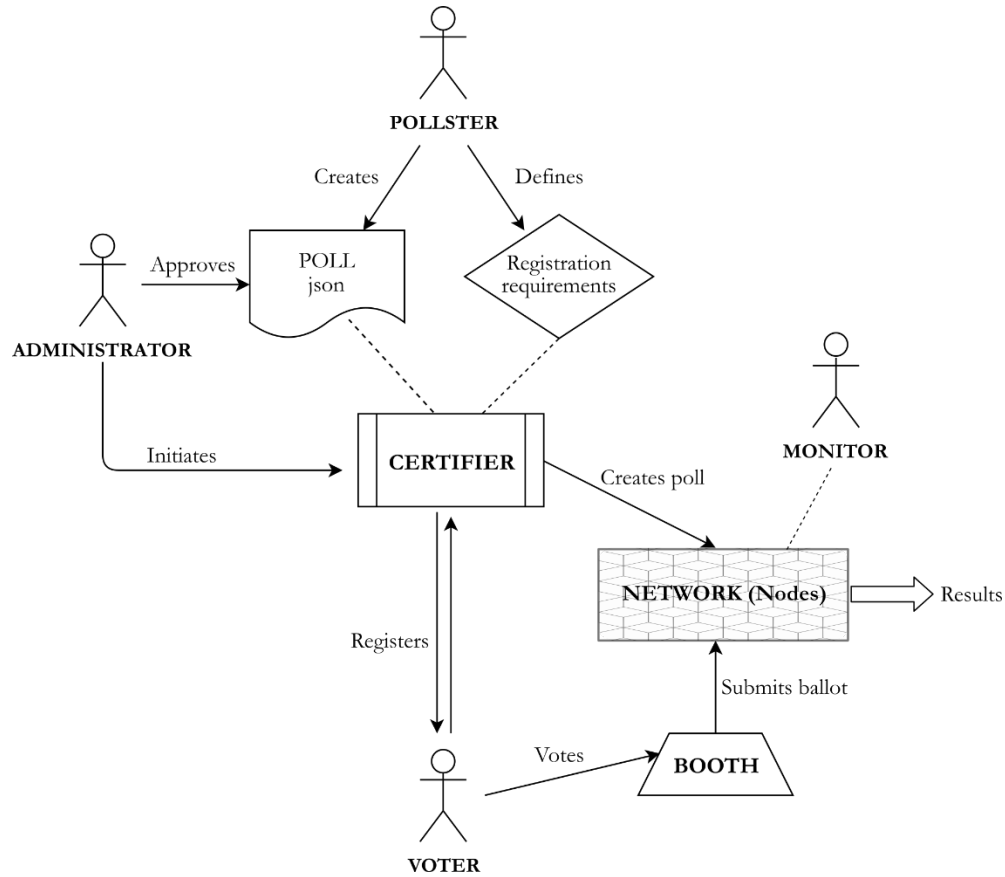 POLLSTER
Creates
Defines
Approves
POLL
json
Registration
requirements
ADMINISTRATOR
MONITOR
Initiates
CERTIFIER
Creates poll
NETWORK (Nodes)
Results
Registers
Submits ballot
Votes
BOOTH
VOTER